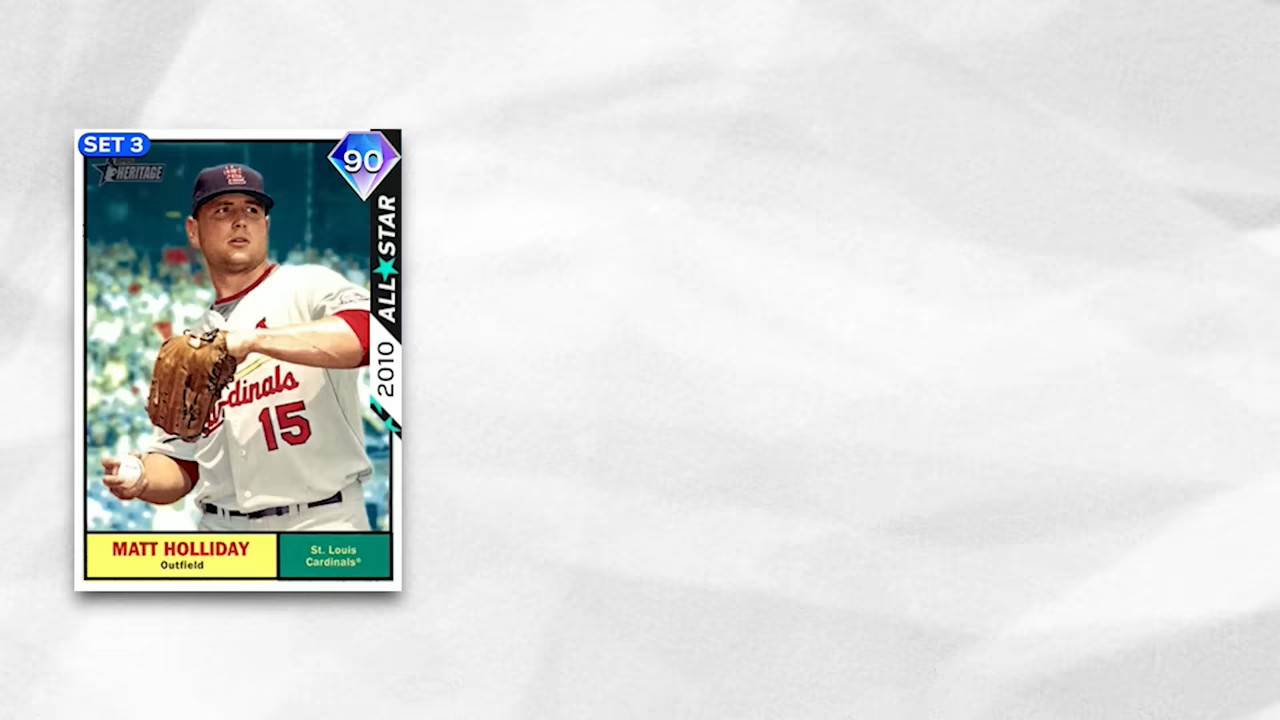 SET 3
90
HERITAGE
2010 ALL★STAR
Cardinals
15
MATT HOLLIDAY
Outfield
St. Louis
Cardinals®